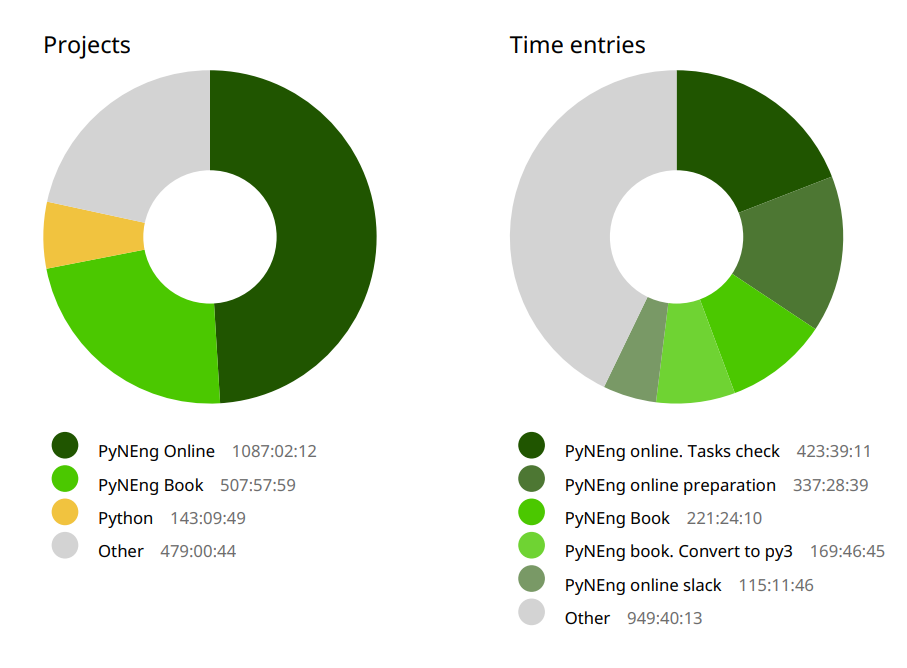 Projects
PyNEng Online 1087:02:12
PyNEng Book 507:57:59
Python 143:09:49
Other 479:00:44
Time entries
PyNEng online. Tasks check 423:39:11
PyNEng online preparation 337:28:39
PyNEng Book 221:24:10
PyNEng book. Convert to py3 169:46:45
PyNEng online slack 115:11:46
Other 949:40:13